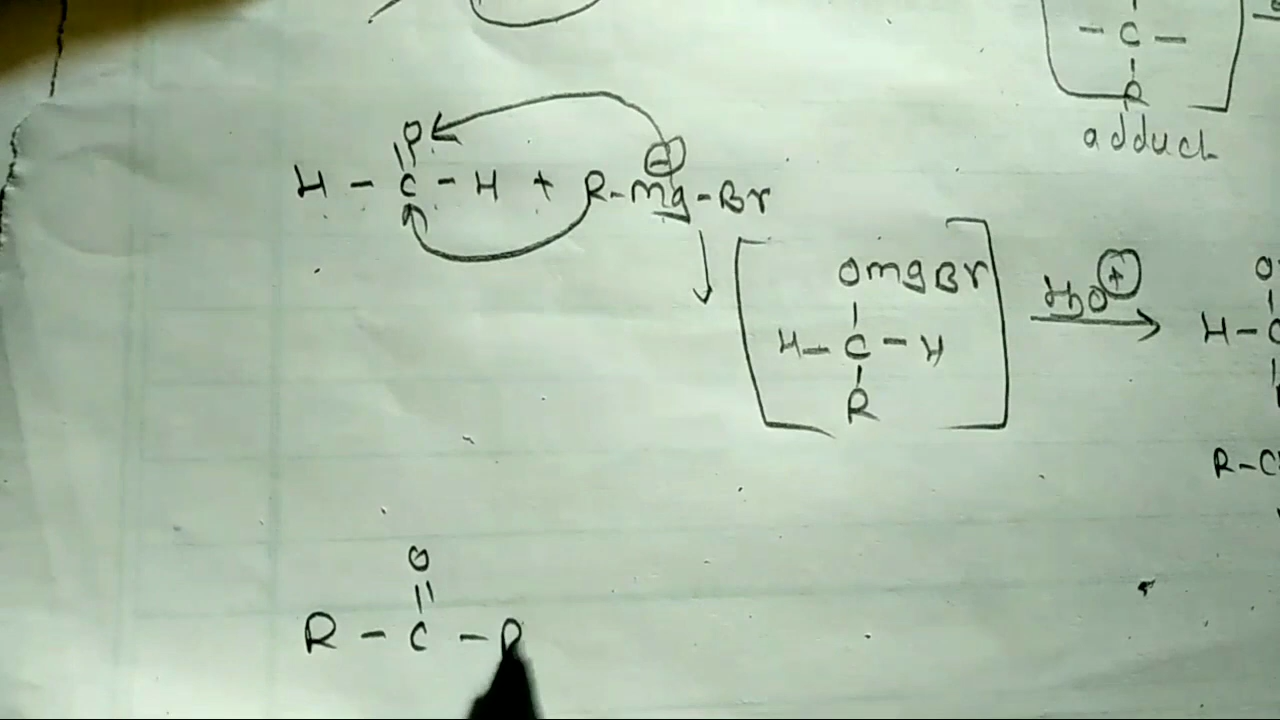 - C -
R
adduct
O
H - C - H + R - Mg - Br
⊖
OMgBr
H - C - H
R
H3O⊕
O
H - C
R - C
O
R - C - R